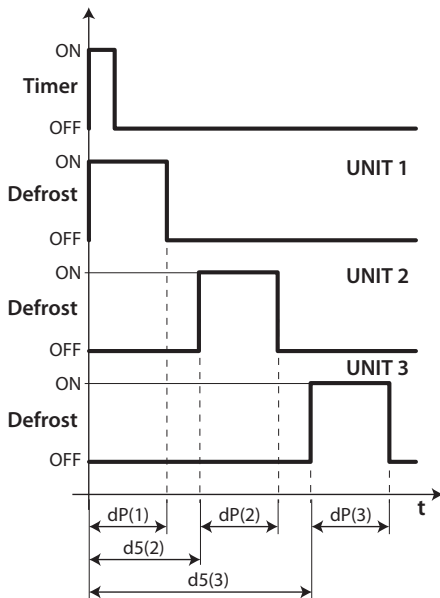 ON
Timer
OFF
ON
UNIT 1
Defrost
OFF
ON
UNIT 2
Defrost
OFF
UNIT 3
ON
Defrost
OFF
t
dP(1)
dP(2)
dP(3)
d5(2)
d5(3)